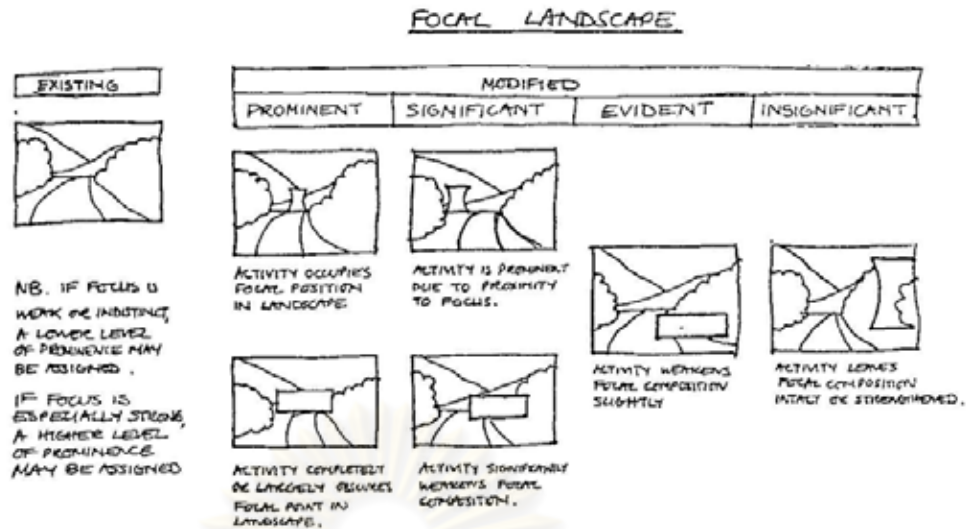 FOCAL LANDSCAPE
EXISTING
MODIFIED
PROMINENT
SIGNIFICANT
EVIDENT
INSIGNIFICANT
NB. IF FOCUS IS
WEAK OR INDISTINCT,
A LOWER LEVEL
OF PROMINENCE MAY
BE ASSIGNED.
IF FOCUS IS
ESPECIALLY STRONG,
A HIGHER LEVEL
OF PROMINENCE
MAY BE ASSIGNED
ACTIVITY OCCUPIES
FOCAL POSITION
IN LANDSCAPE
ACTIVITY IS PROMINENT
DUE TO PROXIMITY
TO FOCUS.
ACTIVITY WEAKENS
FOCAL COMPOSITION
SLIGHTLY
ACTIVITY LEAVES
FOCAL COMPOSITION
INTACT OR STRENGTHENED.
ACTIVITY COMPLETELY
OR LARGELY OBSCURES
FOCAL POINT IN
LANDSCAPE.
ACTIVITY SIGNIFICANTLY
WEAKENS FOCAL
COMPOSITION.